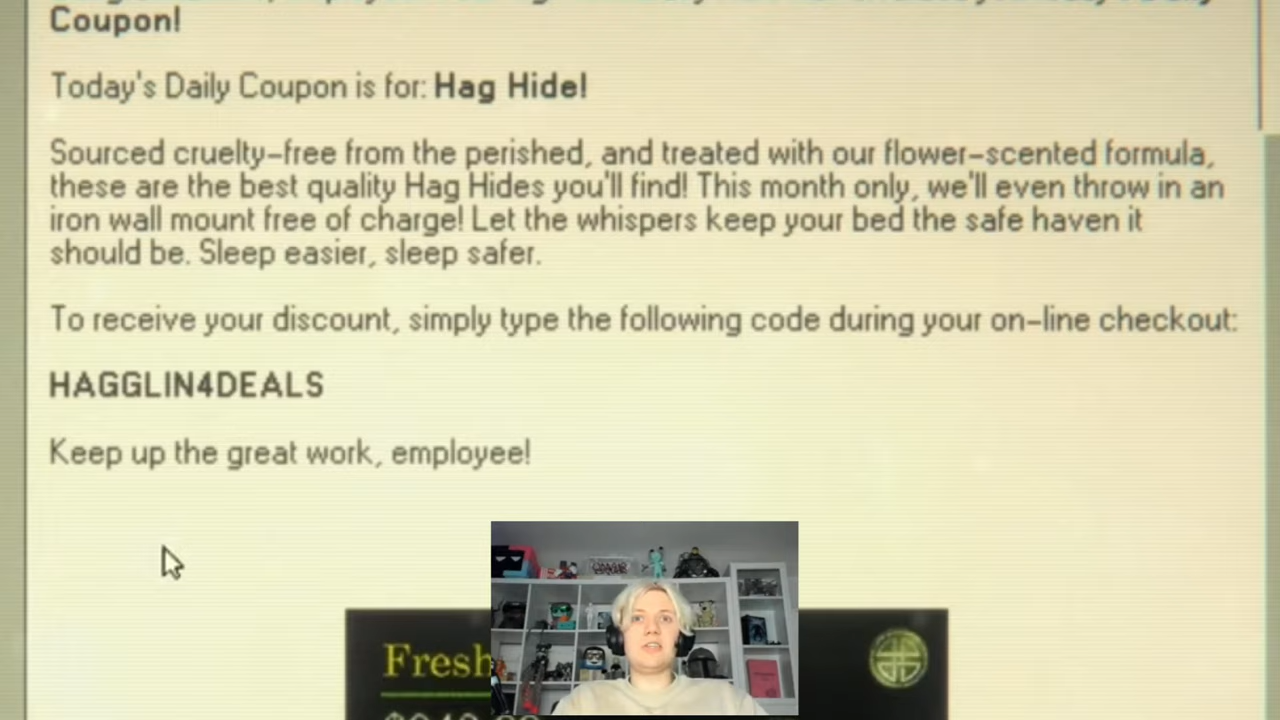 Coupon!
Today's Daily Coupon is for: Hag Hide!
Sourced cruelty-free from the perished, and treated with our flower-scented formula,
these are the best quality Hag Hides you'll find! This month only, we'll even throw in an
iron wall mount free of charge! Let the whispers keep your bed the safe haven it
should be. Sleep easier, sleep safer.
To receive your discount, simply type the following code during your on-line checkout:
HAGGLIN4DEALS
Keep up the great work, employee!
Fresh